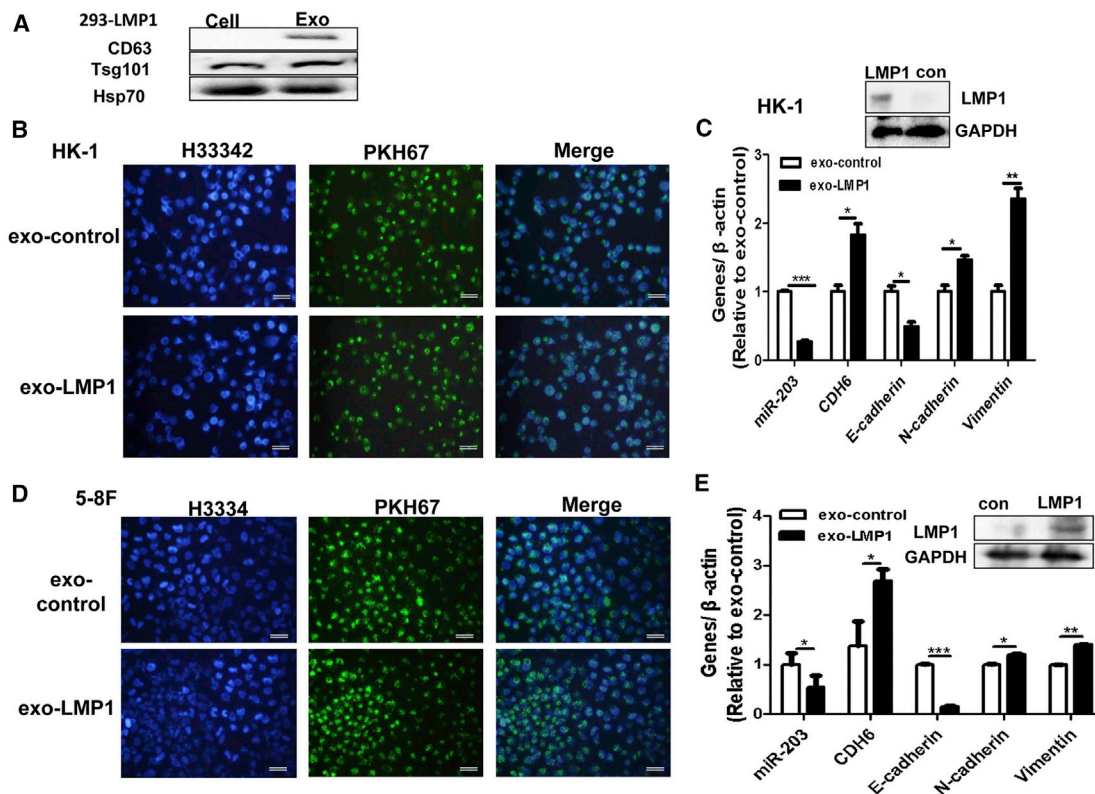 A
293-LMP1
Cell
Exo
CD63
Tsg101
Hsp70
B
HK-1
H33342
PKH67
Merge
exo-control
exo-LMP1
C
HK-1
LMP1 con
LMP1
GAPDH
exo-control
exo-LMP1
Genes/ β -actin
(Relative to exo-control)
3
2
1
0
***
*
*
*
**
miR-203
CDH6
E-cadherin
N-cadherin
Vimentin
D
5-8F
H3334
PKH67
Merge
exo-
control
exo-LMP1
E
con
LMP1
LMP1
GAPDH
exo-control
exo-LMP1
Genes/ β -actin
(Relative to exo-control)
4
3
2
1
0
*
*
***
*
**
miR-203
CDH6
E-cadherin
N-cadherin
Vimentin